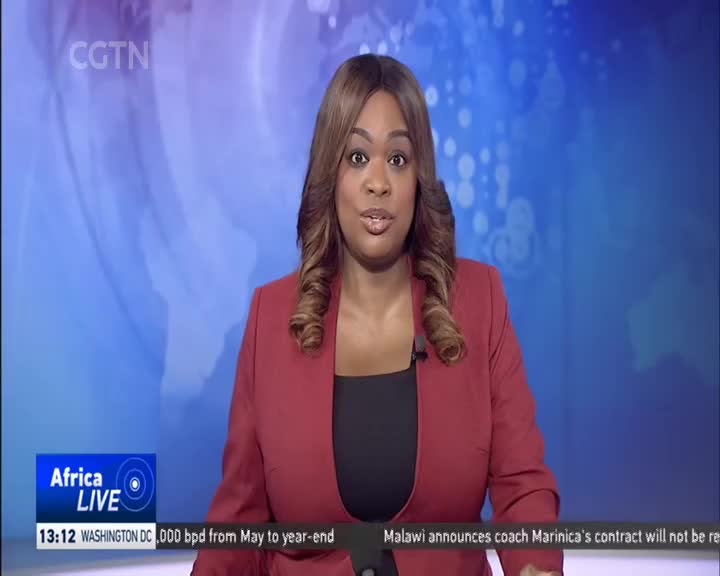 CGTN
Africa
LIVE
13:12 WASHINGTON DC ,000 bpd from May to year-end Malawi announces coach Marinica's contract will not be re